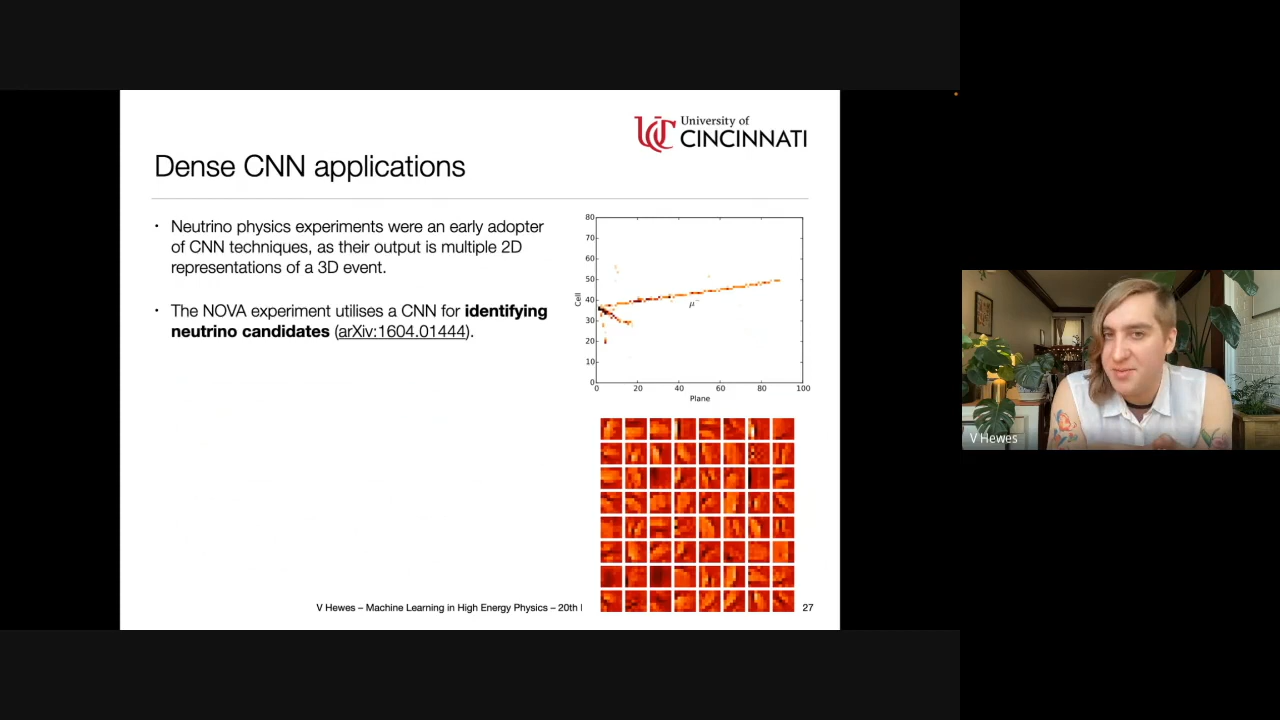 University of
CINCINNATI
Dense CNN applications
• Neutrino physics experiments were an early adopter
of CNN techniques, as their output is multiple 2D
representations of a 3D event.
• The NOVA experiment utilises a CNN for identifying
neutrino candidates (arXiv:1604.01444).
80
70
60
50
40
30
20
10
0
Cell
μ⁻
0 20 40 60 80 100
Plane
V Hewes – Machine Learning in High Energy Physics – 20th
27
V Hewes